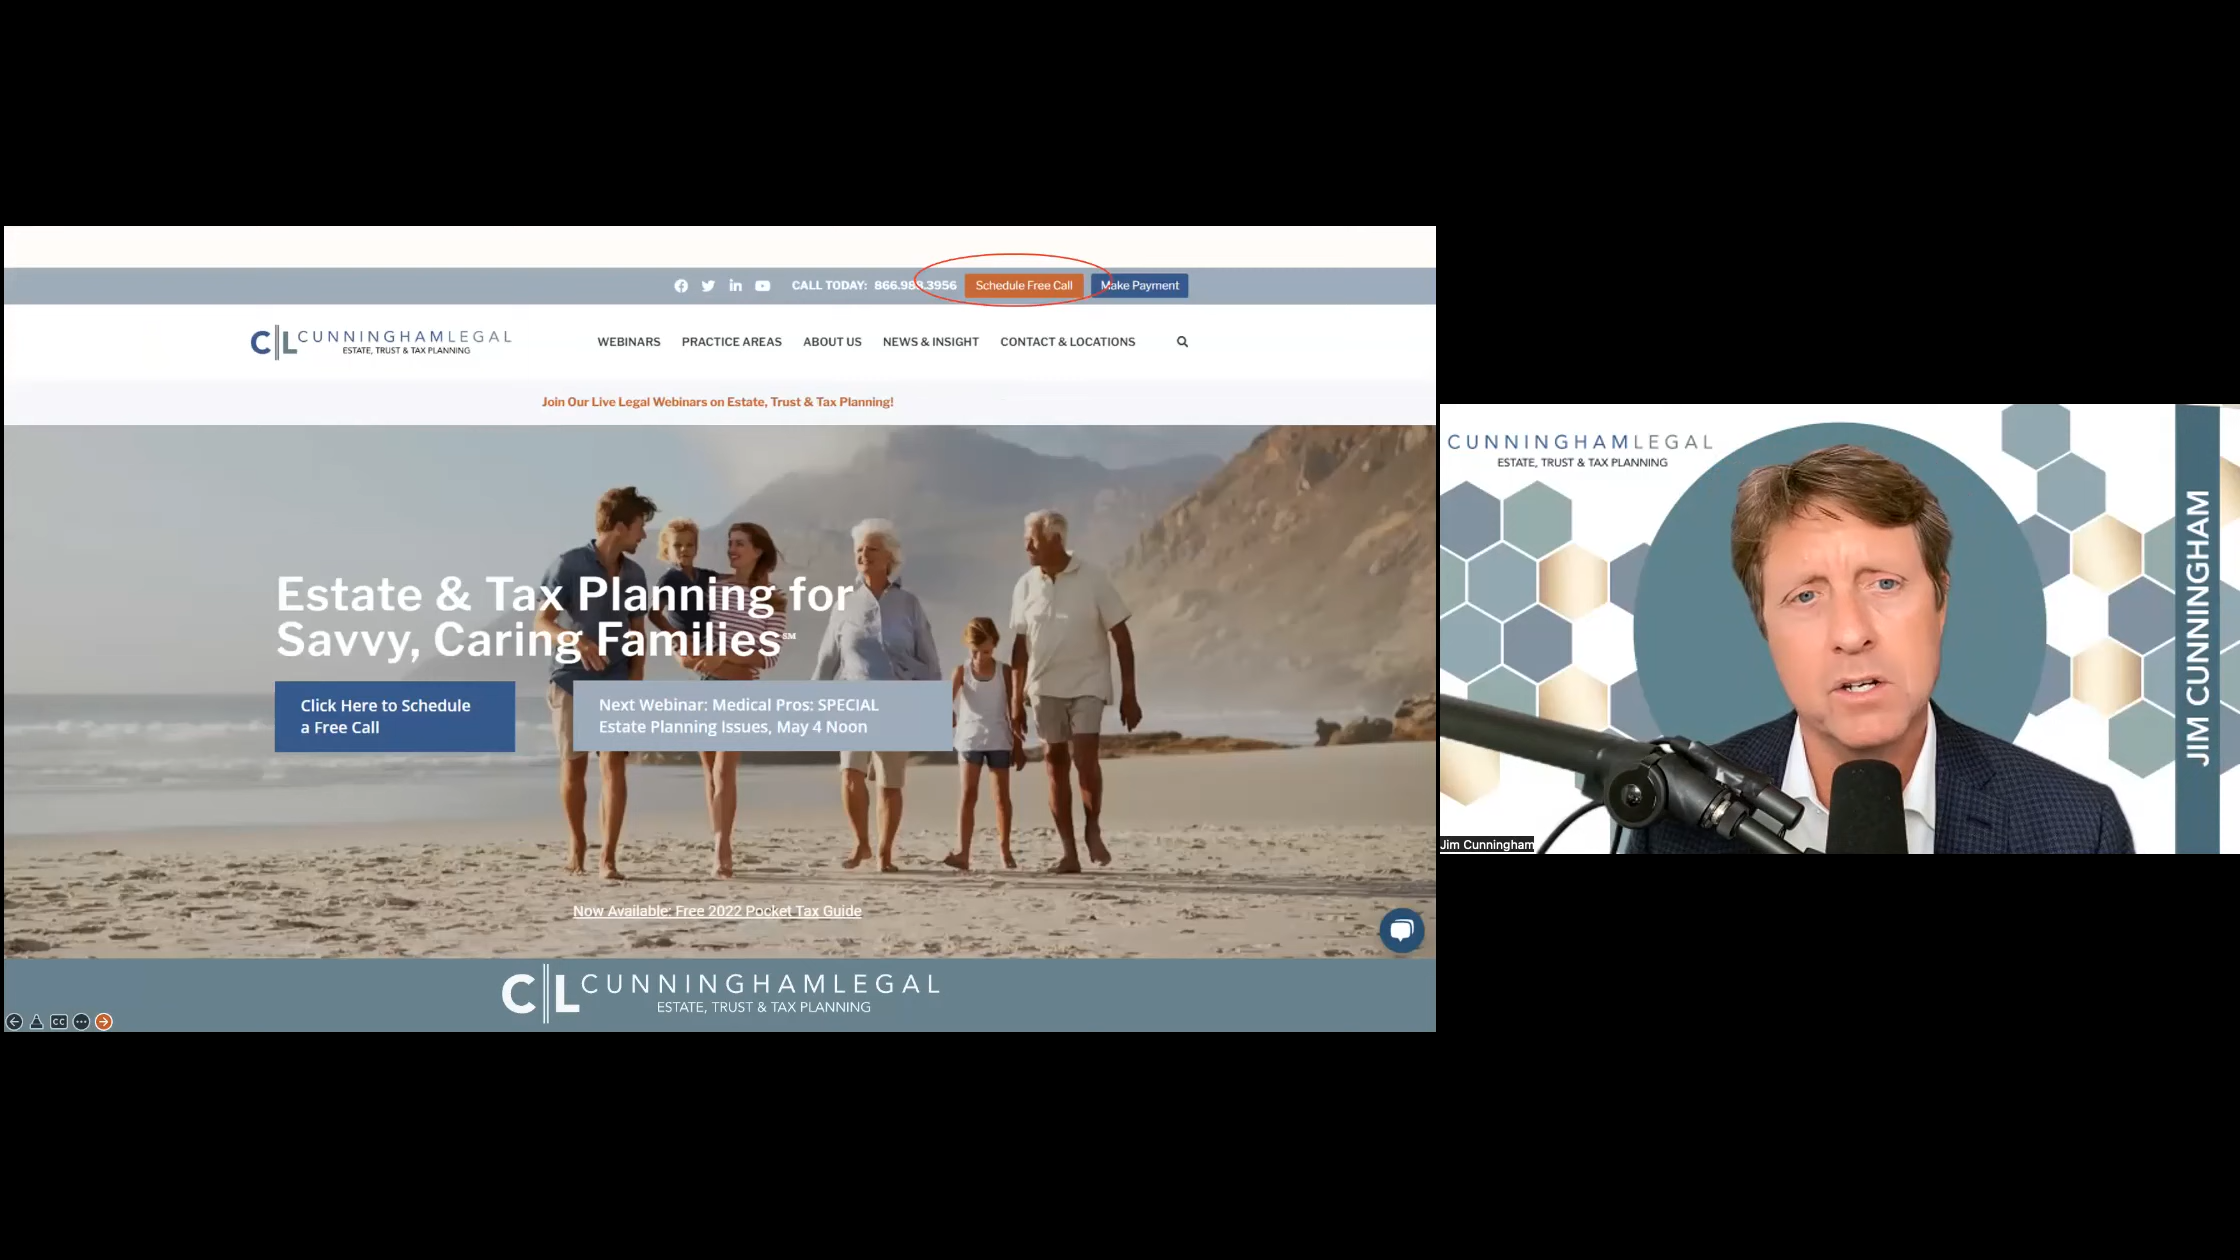 CALL TODAY: 866.988.3956
Schedule Free Call
Make Payment
CL CUNNINGHAMLEGAL
ESTATE, TRUST & TAX PLANNING
WEBINARS PRACTICE AREAS ABOUT US NEWS & INSIGHT CONTACT & LOCATIONS
Join Our Live Legal Webinars on Estate, Trust & Tax Planning!
Estate & Tax Planning for
Savvy, Caring Families℠
Click Here to Schedule
a Free Call
Next Webinar: Medical Pros: SPECIAL
Estate Planning Issues, May 4 Noon
Now Available: Free 2022 Pocket Tax Guide
CL CUNNINGHAMLEGAL
ESTATE, TRUST & TAX PLANNING
CC
CUNNINGHAMLEGAL
ESTATE, TRUST & TAX PLANNING
JIM CUNNINGHAM
Jim Cunningham